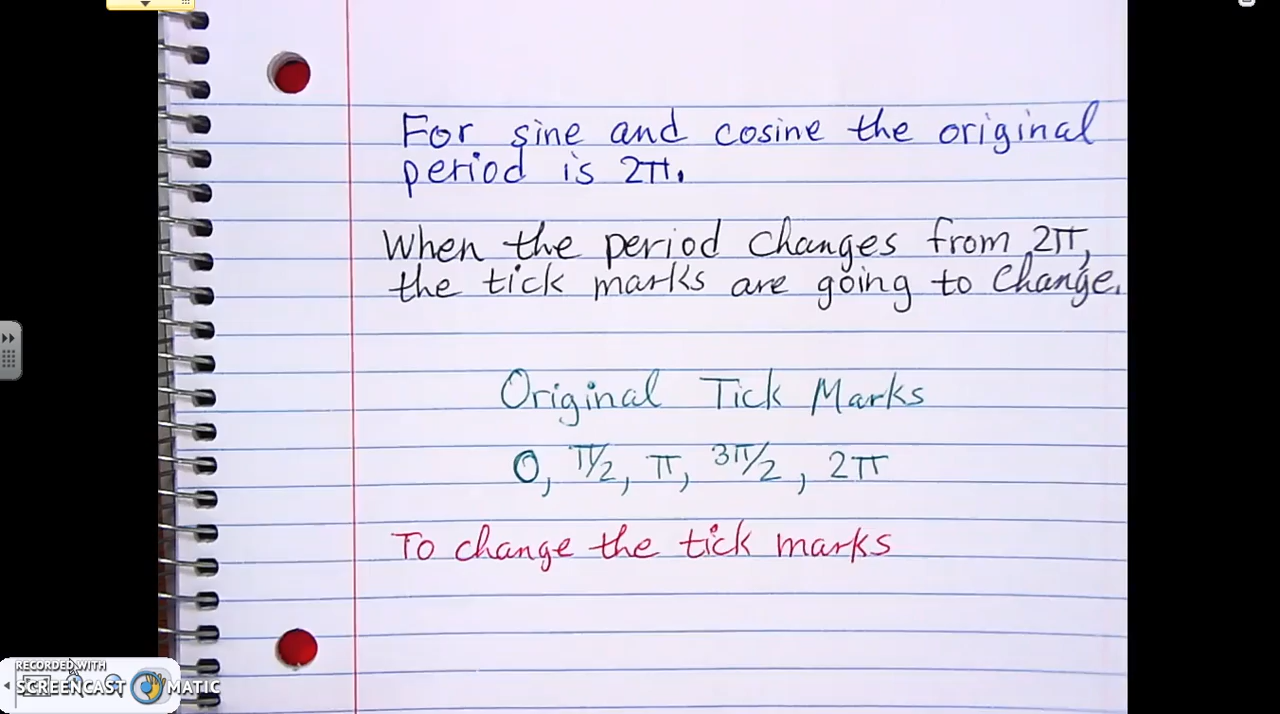 For sine and cosine the original
period is 2π.
When the period changes from 2π,
the tick marks are going to change.
Original Tick Marks
0, π/2, π, 3π/2, 2π
To change the tick marks
RECORDED WITH
SCREENCAST MATIC